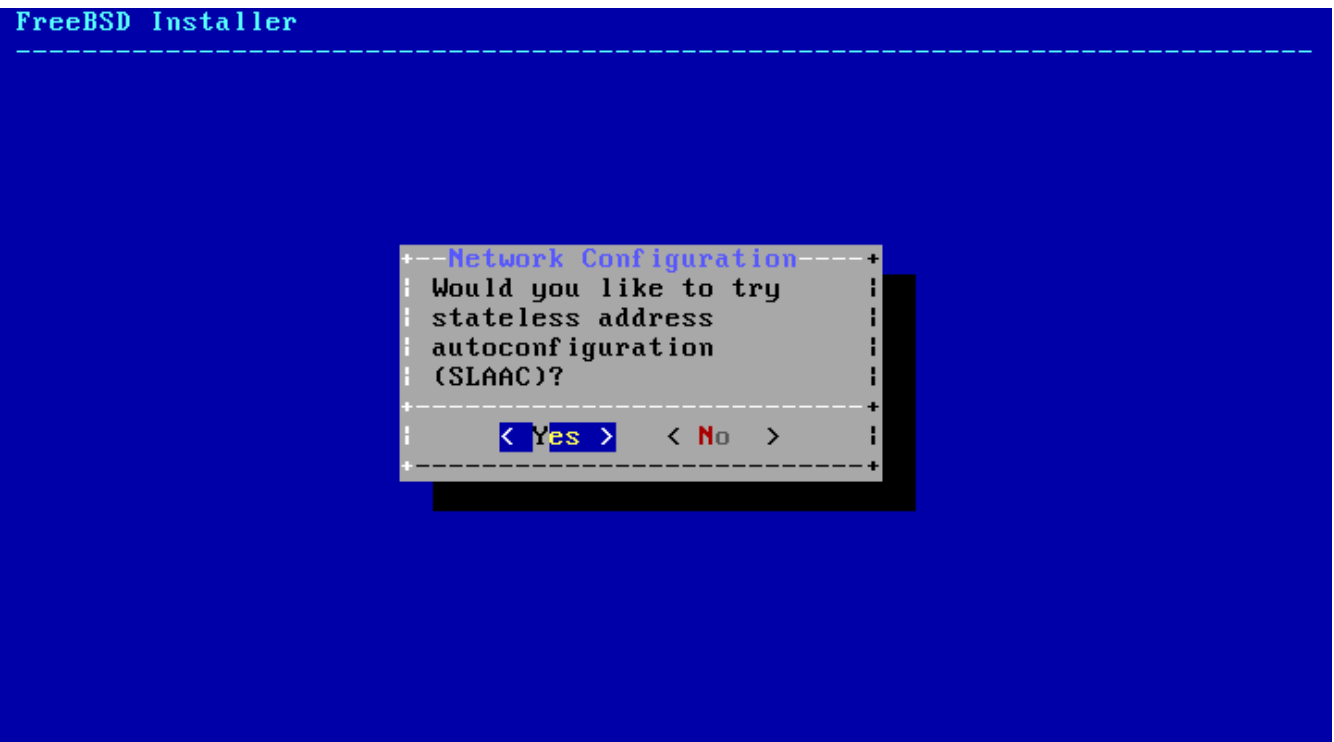 FreeBSD Installer
Network Configuration
Would you like to try
stateless address
autoconfiguration
(SLAAC)?
< Yes > < No >